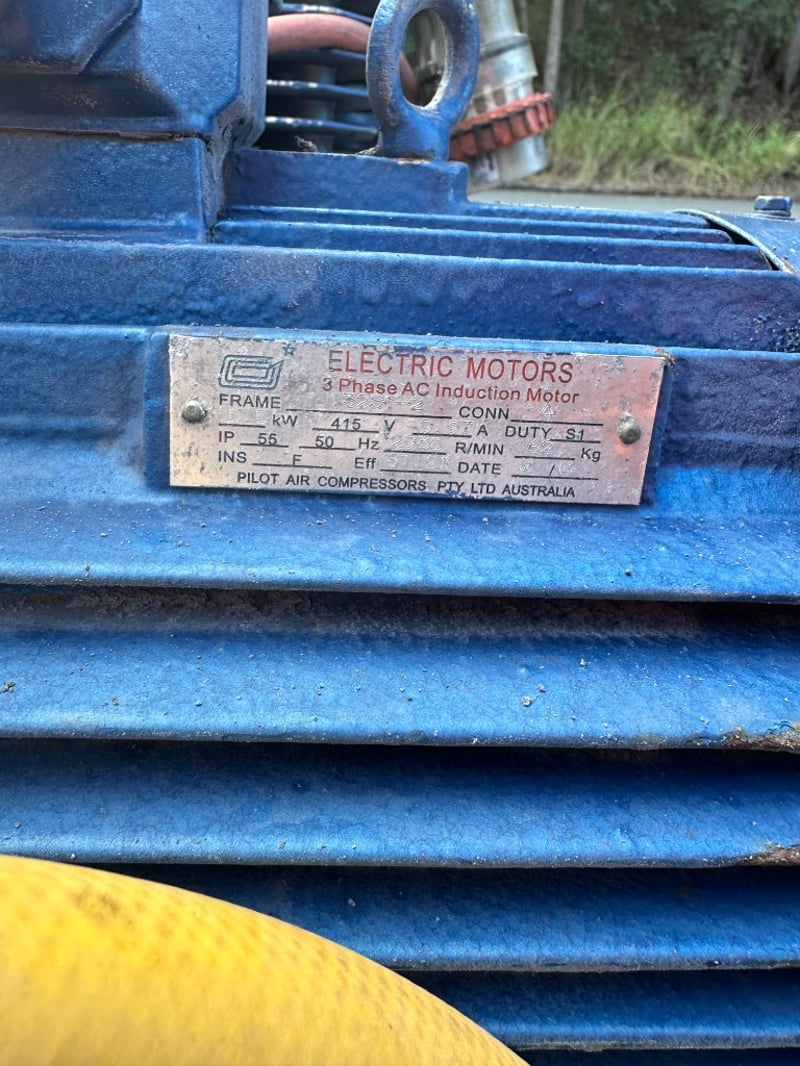 ELECTRIC MOTORS
3 Phase AC Induction Motor
FRAME CONN
kW 415 V A DUTY S1
IP 55 50 Hz R/MIN Kg
INS F Eff DATE /
PILOT AIR COMPRESSORS PTY LTD AUSTRALIA